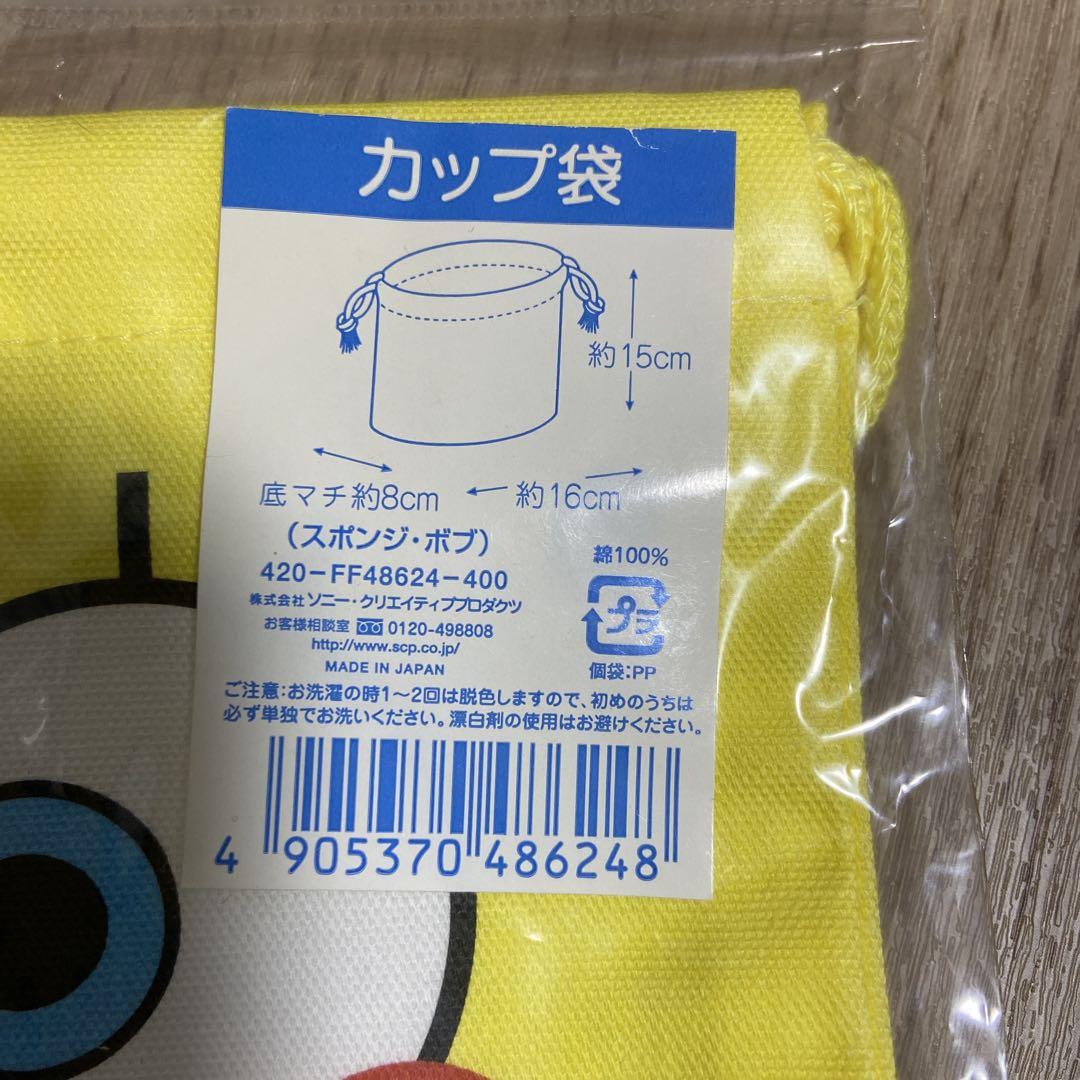 カップ袋
約15cm
底マチ約8cm
約16cm
（スポンジ・ボブ）
420-FF48624-400
株式会社 ソニー・クリエイティブプロダクツ
お客様相談室 0120-498808
http://www.scp.co.jp/
MADE IN JAPAN
綿100%
プラ
個袋：PP
ご注意：お洗濯の時1〜2回は脱色しますので、初めのうちは
必ず単独でお洗いください。漂白剤の使用はお避けください。
4 905370 486248